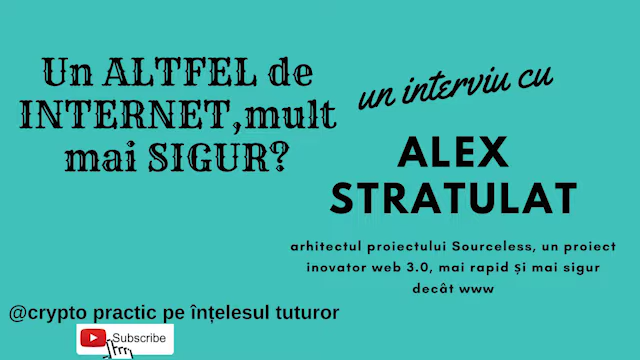 Un ALTFEL de
INTERNET,mult
mai SIGUR?
un interviu cu
ALEX
STRATULAT
arhitectul proiectului Sourceless, un proiect
inovator web 3.0, mai rapid și mai sigur
decât www
@crypto practic pe înțelesul tuturor
Subscribe